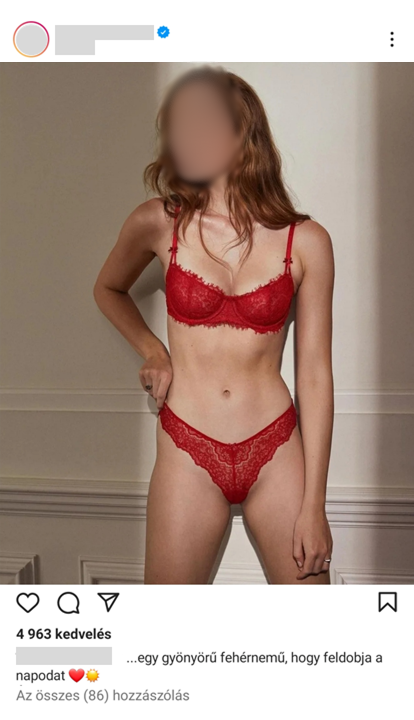 4 963 kedvelés
...egy gyönyörű fehérnemű, hogy feldobja a
napodat ❤️☀️
Az összes (86) hozzászólás